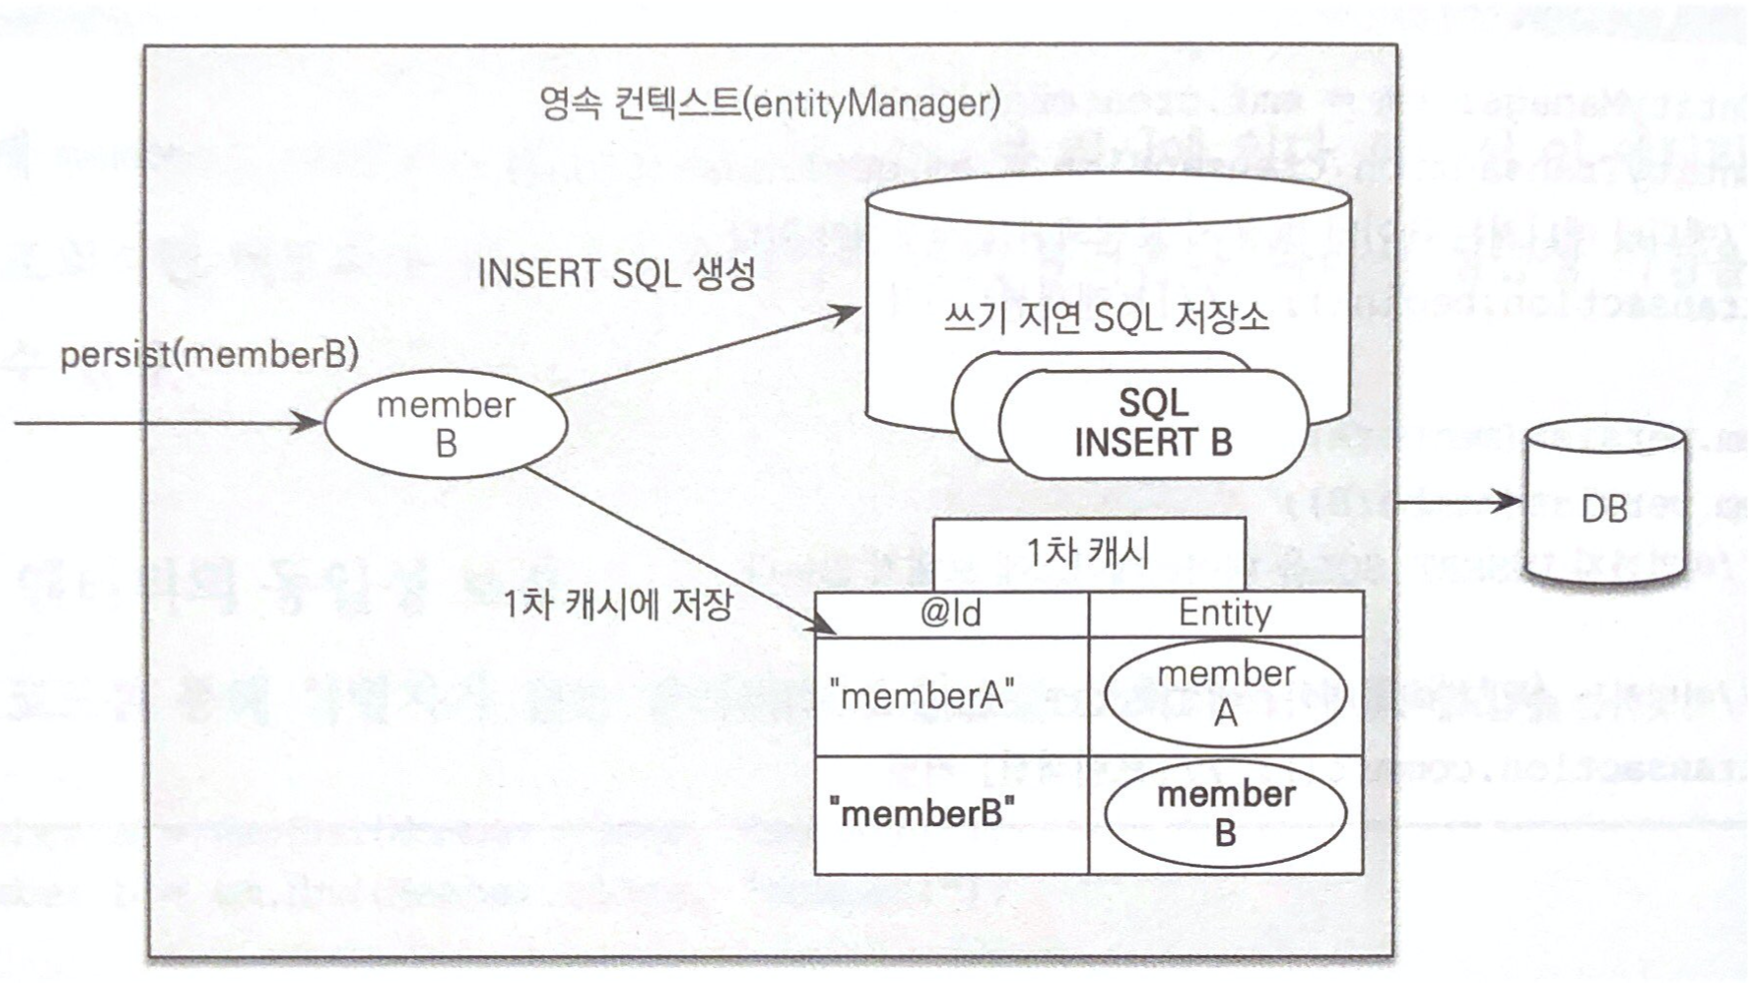 영속 컨텍스트(entityManager)
INSERT SQL 생성
쓰기 지연 SQL 저장소
persist(memberB)
member
B
SQL
INSERT B
DB
1차 캐시
1차 캐시에 저장
@Id
Entity
"memberA"
member
A
"memberB"
member
B